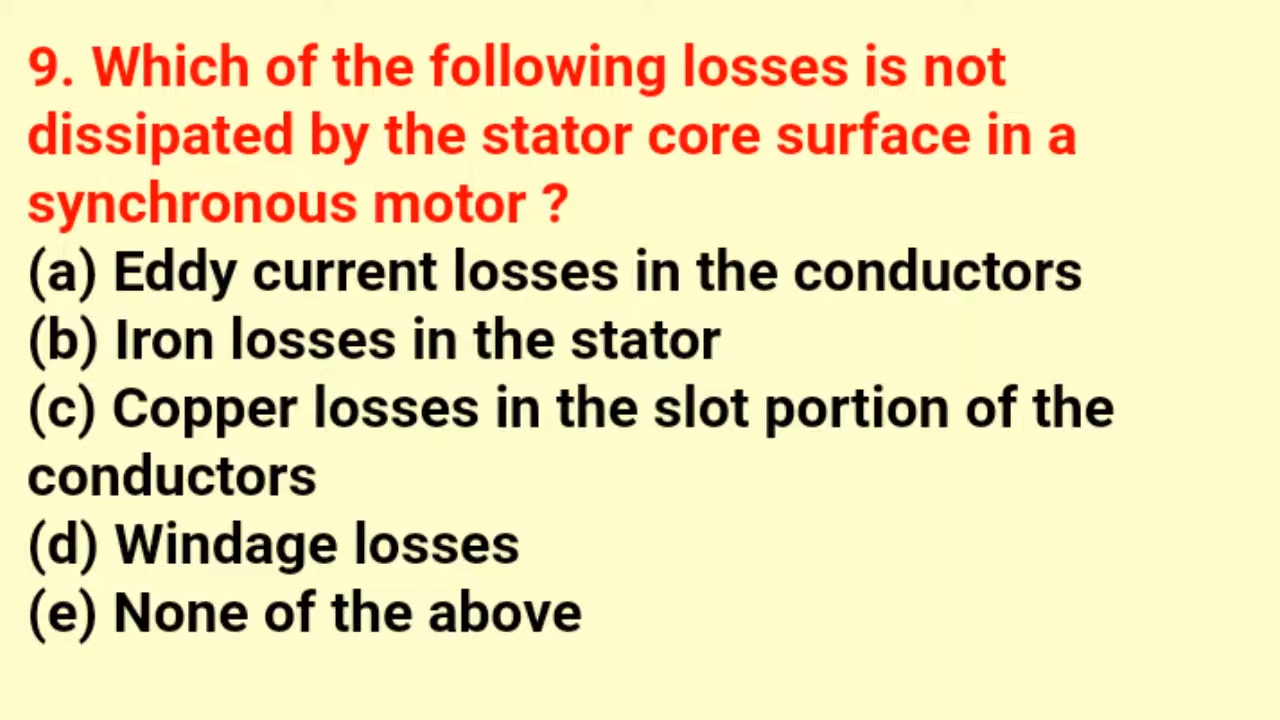 9. Which of the following losses is not
dissipated by the stator core surface in a
synchronous motor ?
(a) Eddy current losses in the conductors
(b) Iron losses in the stator
(c) Copper losses in the slot portion of the
conductors
(d) Windage losses
(e) None of the above